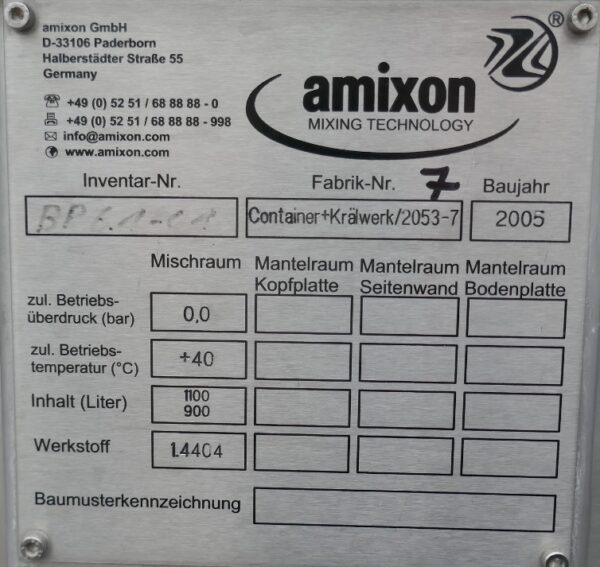 amixon GmbH
D-33106 Paderborn
Halberstädter Straße 55
Germany
+49 (0) 52 51 / 68 88 88 - 0
+49 (0) 52 51 / 68 88 88 - 998
info@amixon.com
www.amixon.com
®
amixon
MIXING TECHNOLOGY
Inventar-Nr. Fabrik-Nr. 7 Baujahr
Container+Krälwerk/2053-7 2005
Mischraum Mantelraum Kopfplatte Mantelraum Seitenwand Mantelraum Bodenplatte
zul. Betriebs-
überdruck (bar) 0,0
zul. Betriebs-
temperatur (°C) +40
Inhalt (Liter) 1100
900
Werkstoff 1.4404
Baumusterkennzeichnung